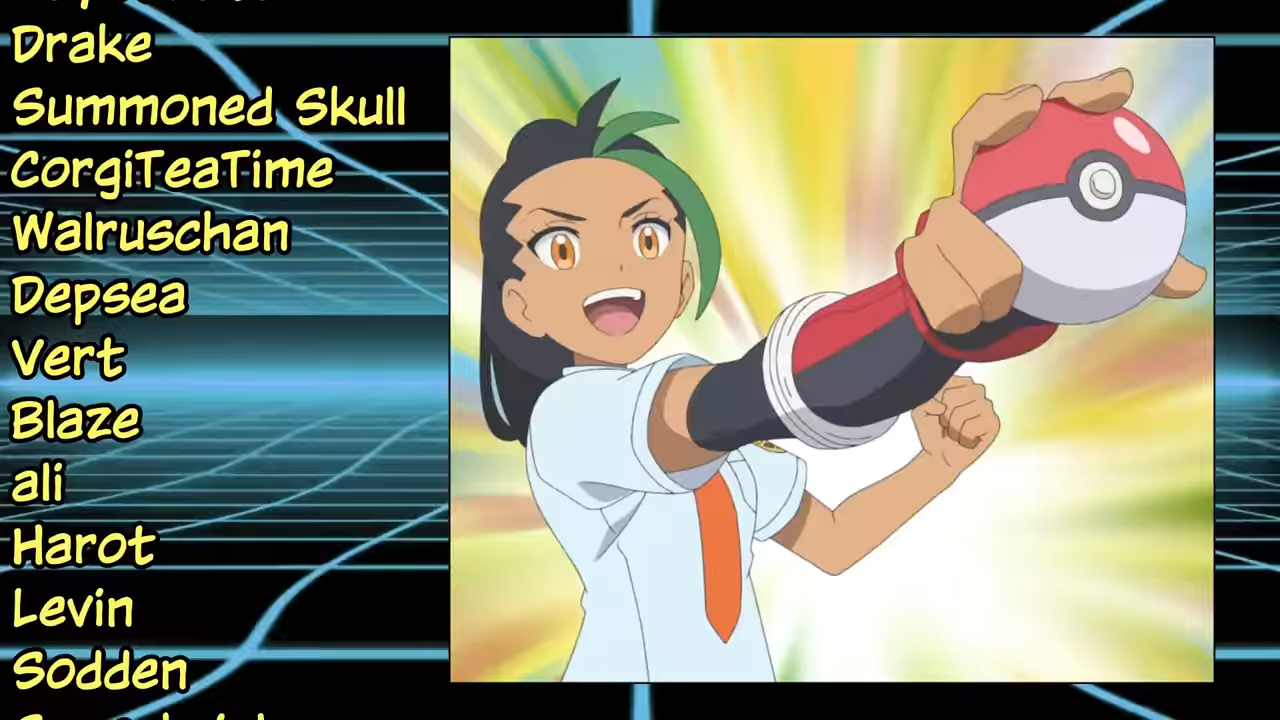 Drake
Summoned Skull
CorgiTeaTime
Walruschan
Depsea
Vert
Blaze
ali
Harot
Levin
Sodden